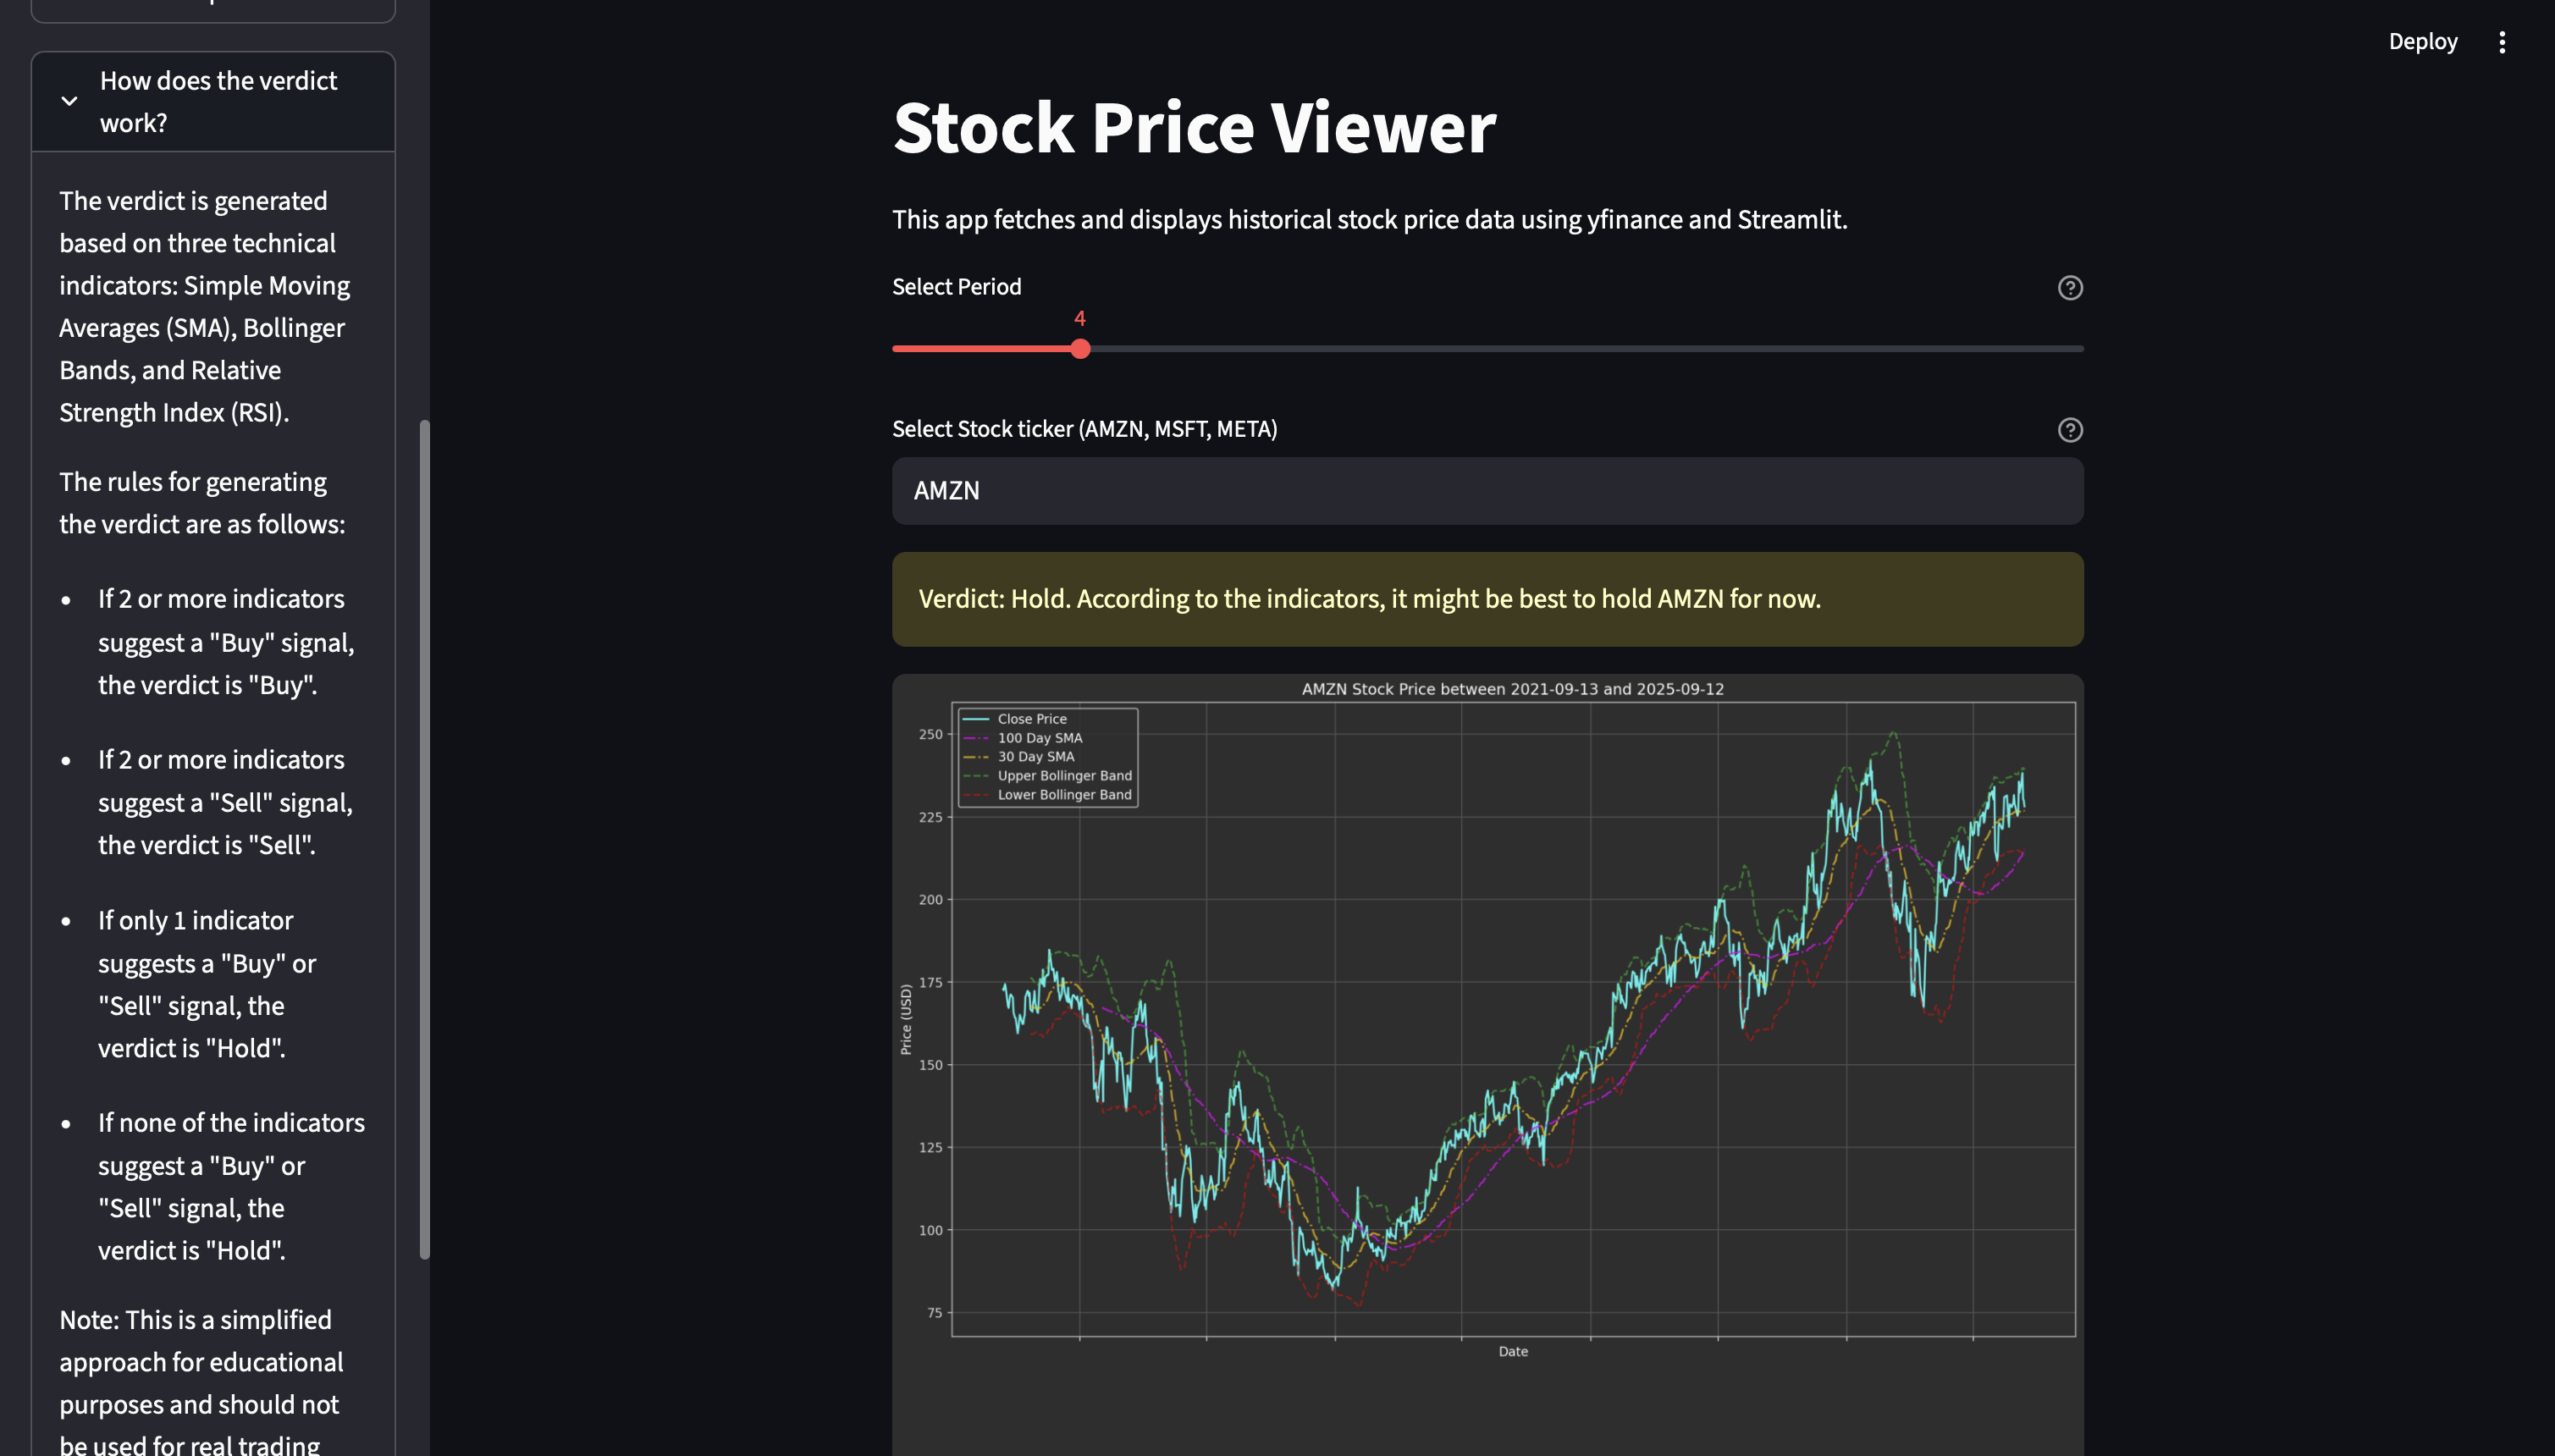 How does the verdict
work?
The verdict is generated
based on three technical
indicators: Simple Moving
Averages (SMA), Bollinger
Bands, and Relative
Strength Index (RSI).
The rules for generating
the verdict are as follows:
If 2 or more indicators
suggest a "Buy" signal,
the verdict is "Buy".
If 2 or more indicators
suggest a "Sell" signal,
the verdict is "Sell".
If only 1 indicator
suggests a "Buy" or
"Sell" signal, the
verdict is "Hold".
If none of the indicators
suggest a "Buy" or
"Sell" signal, the
verdict is "Hold".
Note: This is a simplified
approach for educational
purposes and should not
be used for real trading
Deploy
Stock Price Viewer
This app fetches and displays historical stock price data using yfinance and Streamlit.
Select Period
4
Select Stock ticker (AMZN, MSFT, META)
AMZN
Verdict: Hold. According to the indicators, it might be best to hold AMZN for now.
AMZN Stock Price between 2021-09-13 and 2025-09-12
Close Price
100 Day SMA
30 Day SMA
Upper Bollinger Band
Lower Bollinger Band
250
225
200
175
150
125
100
75
Price (USD)
Date